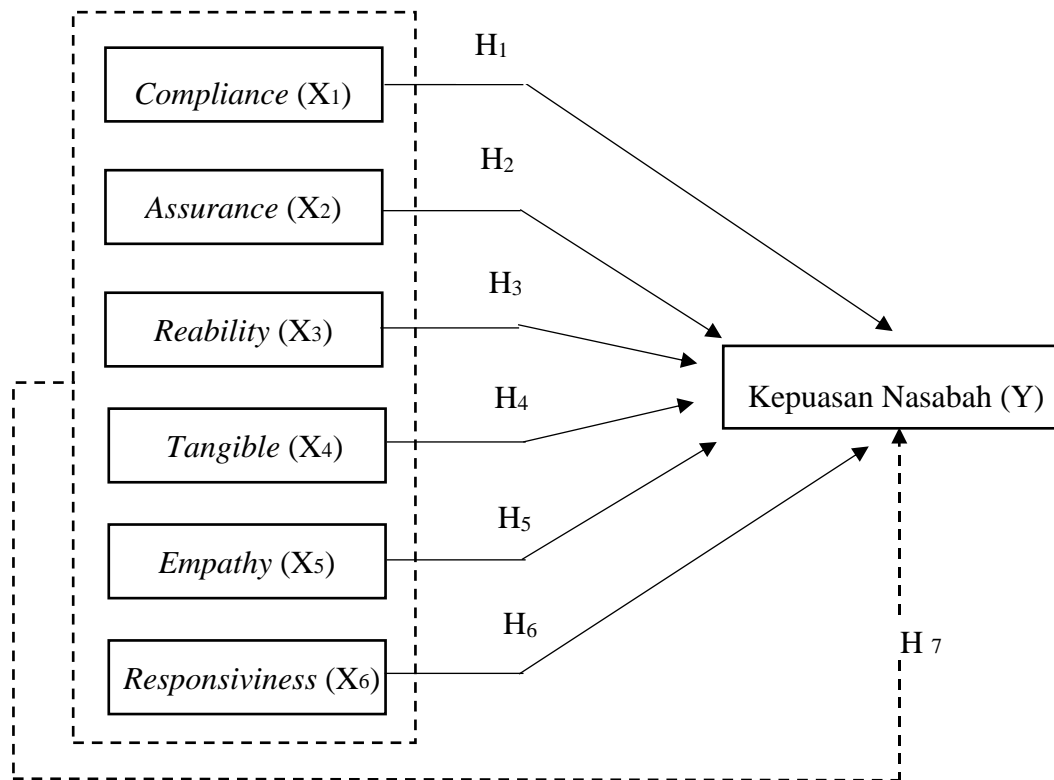 H1
Compliance (X1)
H2
Assurance (X2)
H3
Reability (X3)
Kepuasan Nasabah (Y)
H4
Tangible (X4)
H5
Empathy (X5)
H6
H 7
Responsiviness (X6)